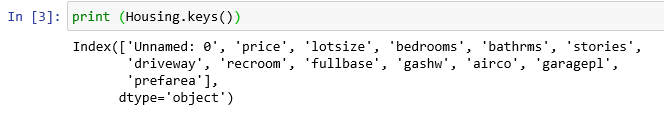 In [3]: print (Housing.keys())
Index(['Unnamed: 0', 'price', 'lotsize', 'bedrooms', 'bathrms', 'stories',
'driveway', 'recroom', 'fullbase', 'gashw', 'airco', 'garagepl',
'prefarea'],
dtype='object')